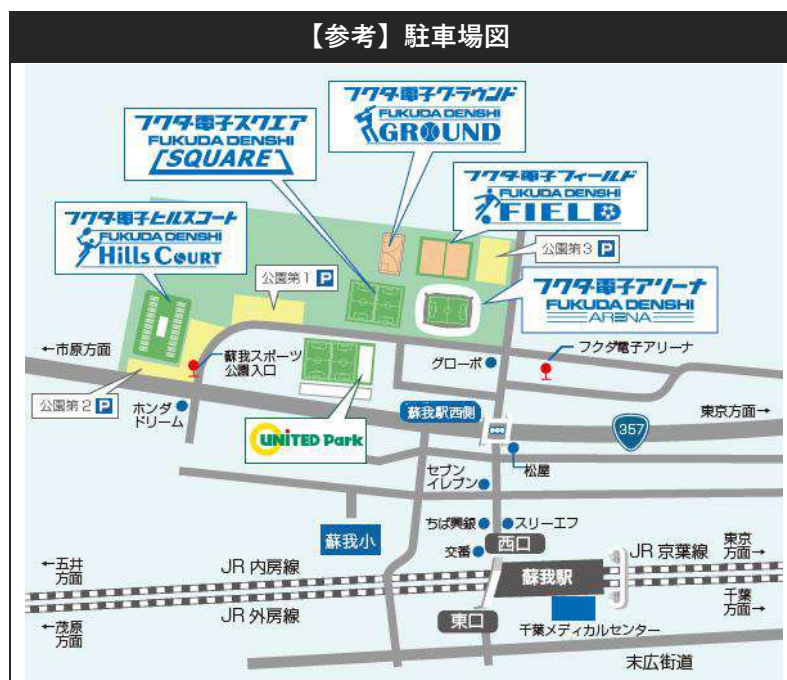 【参考】駐車場図
フクダ電子グラウンド
FUKUDA DENSHI
GROUND
フクダ電子スクエア
FUKUDA DENSHI
SQUARE
フクダ電子フィールド
FUKUDA DENSHI
FIELD
フクダ電子ヒルスコート
FUKUDA DENSHI
Hills COURT
公園第3 P
公園第1 P
フクダ電子アリーナ
FUKUDA DENSHI
ARENA
←市原方面
蘇我スポーツ
公園入口
グローボ
フクダ電子アリーナ
公園第2 P
ホンダ
ドリーム
蘇我駅西側
東京方面→
UNITED Park
357
松屋
セブン
イレブン
ちば興銀
スリーエフ
蘇我小
交番
西口
←五井
方面
JR 内房線
蘇我駅
JR 京葉線
東京
方面→
JR 外房線
千葉
方面→
←茂原
方面
東口
千葉メディカルセンター
末広街道